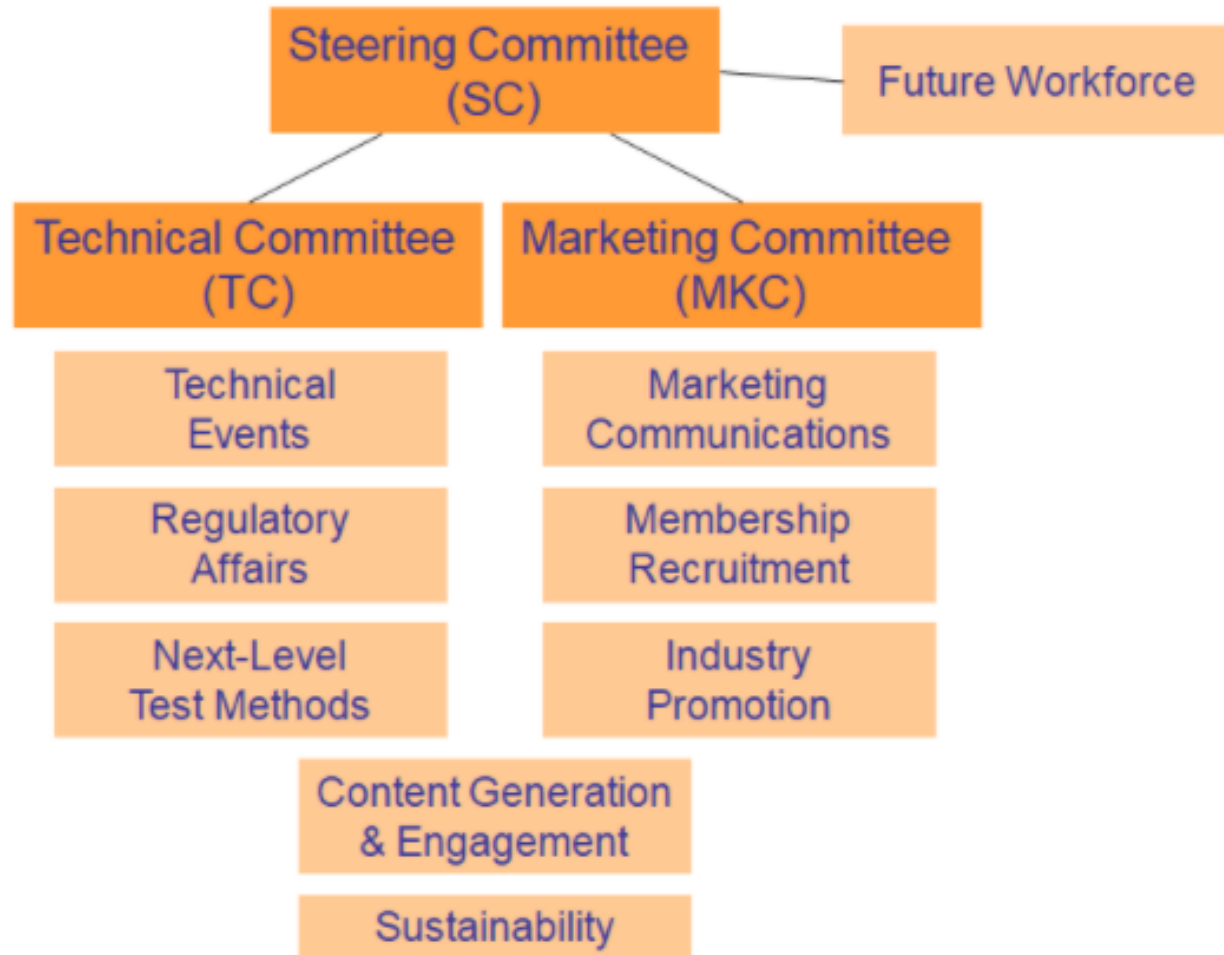 Steering Committee
(SC)
Future Workforce
Technical Committee
(TC)
Marketing Committee
(MKC)
Technical
Events
Marketing
Communications
Regulatory
Affairs
Membership
Recruitment
Next-Level
Test Methods
Industry
Promotion
Content Generation
& Engagement
Sustainability